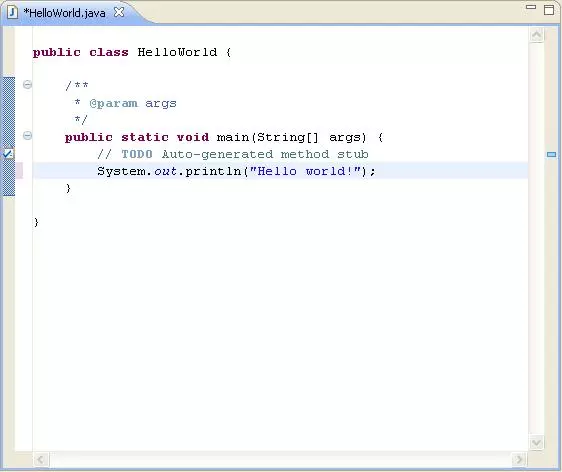 *HelloWorld.java
public class HelloWorld {
/**
* @param args
*/
public static void main(String[] args) {
// TODO Auto-generated method stub
System.out.println("Hello world!");
}
}